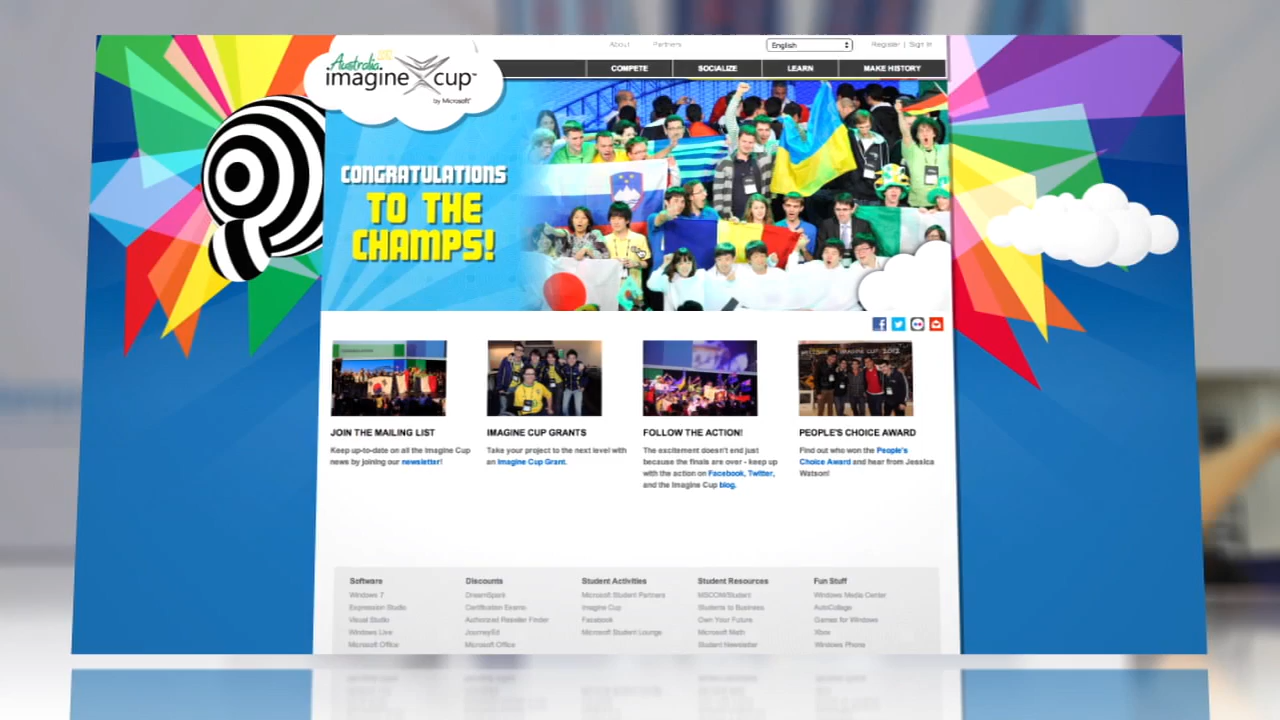 About Partners English Register | Sign In
Australia 2012
imagine cup™
by Microsoft®
COMPETE SOCIALIZE LEARN MAKE HISTORY
CONGRATULATIONS
TO THE
CHAMPS!
JOIN THE MAILING LIST
Keep up-to-date on all the Imagine Cup
news by joining our newsletter!
IMAGINE CUP GRANTS
Take your project to the next level with
an Imagine Cup Grant.
FOLLOW THE ACTION!
The excitement doesn't end just
because the finals are over - keep up
with the action on Facebook, Twitter,
and the Imagine Cup blog.
IMAGINE CUP 2012
PEOPLE'S CHOICE AWARD
Find out who won the People's
Choice Award and hear from Jessica
Watson!
Software
Windows 7
Expression Studio
Visual Studio
Windows Live
Microsoft Office
Discounts
DreamSpark
Certification Exams
Authorized Reseller Finder
JourneyEd
Microsoft Office
Student Activities
Microsoft Student Partners
Imagine Cup
Facebook
Microsoft Student Lounge
Student Resources
MSCOM/Student
Students to Business
Own Your Future
Microsoft Math
Student Newsletter
Fun Stuff
Windows Media Center
AutoCollage
Games for Windows
Xbox
Windows Phone